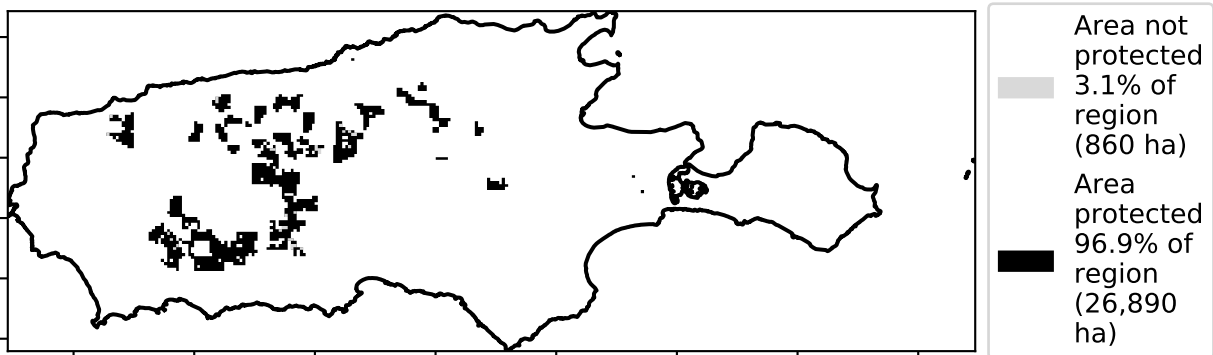 Area not
protected
3.1% of
region
(860 ha)
Area
protected
96.9% of
region
(26,890
ha)